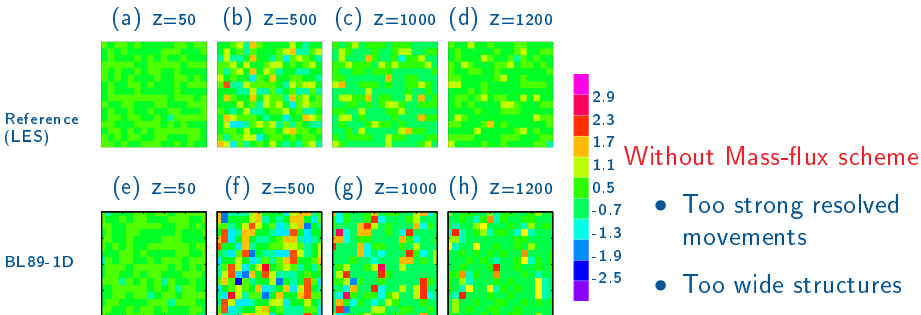 (a) z=50 (b) z=500 (c) z=1000 (d) z=1200
Reference
(LES)
(e) z=50 (f) z=500 (g) z=1000 (h) z=1200
BL89-1D
2.9
2.3
1.7
1.1
0.5
-0.7
-1.3
-1.9
-2.5
Without Mass-flux scheme
• Too strong resolved
movements
• Too wide structures